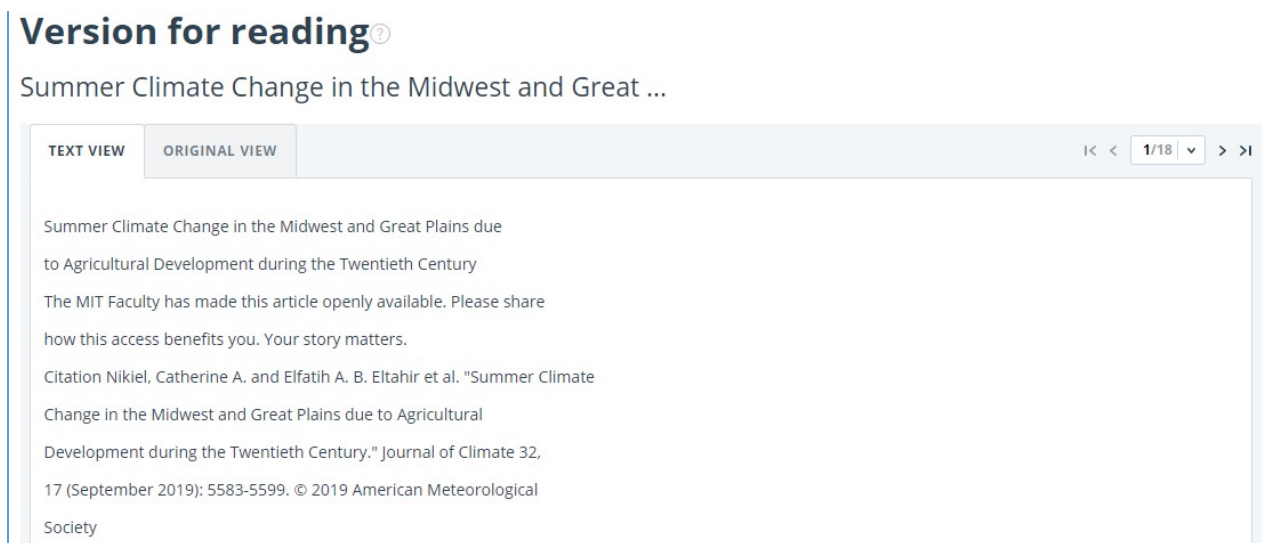 Version for reading
Summer Climate Change in the Midwest and Great ...
TEXT VIEW
ORIGINAL VIEW
1/18
Summer Climate Change in the Midwest and Great Plains due
to Agricultural Development during the Twentieth Century
The MIT Faculty has made this article openly available. Please share
how this access benefits you. Your story matters.
Citation Nikiel, Catherine A. and Elfatih A. B. Eltahir et al. "Summer Climate
Change in the Midwest and Great Plains due to Agricultural
Development during the Twentieth Century." Journal of Climate 32,
17 (September 2019): 5583-5599. © 2019 American Meteorological
Society